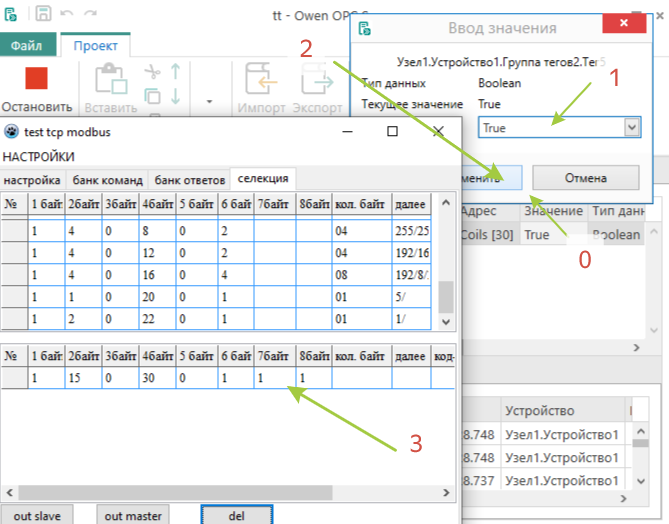 tt - Owen OPC S
Файл
Проект
Остановить
Вставить
Импорт
Экспорт
Ввод значения
2
Узел1.Устройство1.Группа тегов2.Тег5
Тип данных Boolean
1
Текущее значение True
True
менить
Отмена
0
Адрес Значение Тип данн
Coils [30] True Boolean
test tcp modbus
НАСТРОЙКИ
настройка банк команд банк ответов селекция
№ 1 байт 2байт 3байт 4байт 5 байт 6 байт 7байт 8байт кол. байт далее
1 4 0 8 0 2 04 255/25
1 4 0 12 0 2 04 192/16
1 4 0 16 0 4 08 192/8/
1 1 0 20 0 1 01 5/
1 2 0 22 0 1 01 1/
№ 1 байт 2байт 3байт 4байт 5 байт 6 байт 7байт 8байт кол. байт далее код-
1 15 0 30 0 1 1 1
3
Устройство
8.748 Узел1.Устройство1
8.748 Узел1.Устройство1
8.737 Узел1.Устройство1
out slave out master del